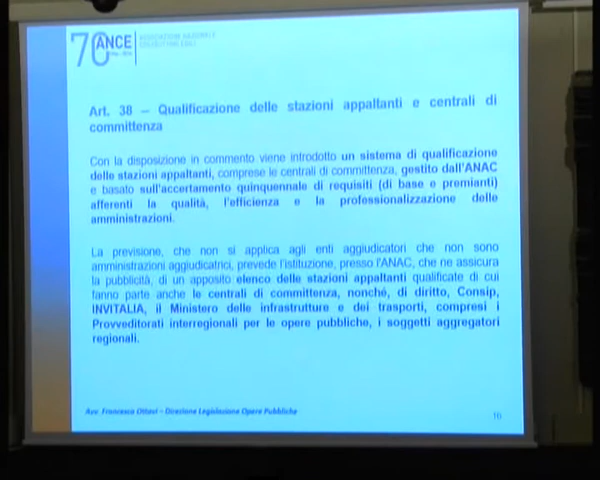 70 ANCE
ASSOCIAZIONE NAZIONALE
COSTRUTTORI EDILI
Art. 38 – Qualificazione delle stazioni appaltanti e centrali di
committenza
Con la disposizione in commento viene introdotto un sistema di qualificazione
delle stazioni appaltanti, comprese le centrali di committenza, gestito dall'ANAC
e basato sull'accertamento quinquennale di requisiti (di base e premianti)
afferenti la qualità, l'efficienza e la professionalizzazione delle
amministrazioni.
La previsione, che non si applica agli enti aggiudicatori che non sono
amministrazioni aggiudicatrici, prevede l'istituzione, presso l'ANAC, che ne assicura
la pubblicità, di un apposito elenco delle stazioni appaltanti qualificate di cui
fanno parte anche le centrali di committenza, nonché, di diritto, Consip,
INVITALIA, il Ministero delle infrastrutture e dei trasporti, compresi i
Provveditorati interregionali per le opere pubbliche, i soggetti aggregatori
regionali.
Avv. Francesca Ottavi – Direzione Legislazione Opere Pubbliche
16